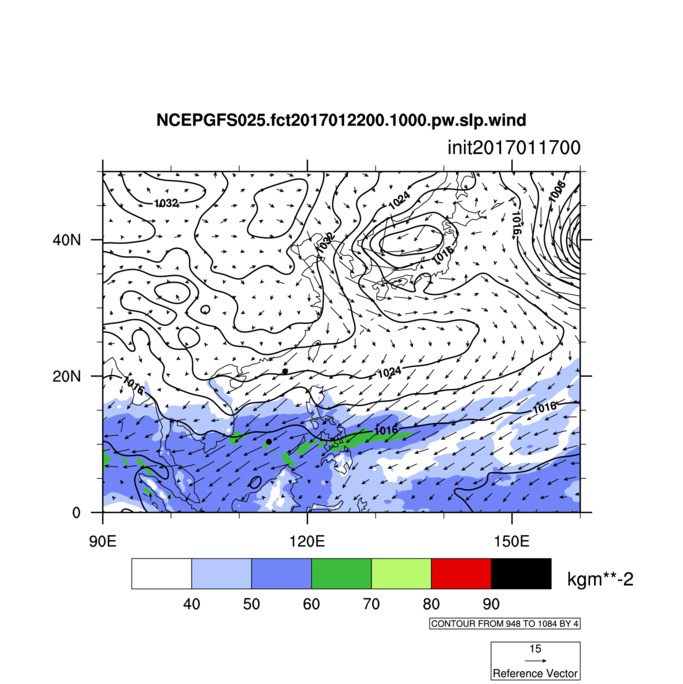 NCEPGFS025.fct2017012200.1000.pw.slp.wind
init2017011700
1032
1024
1032
1016
1016
1008
40N
1024
20N
1016
1016
1016
0
90E 120E 150E
40 50 60 70 80 90
kgm**-2
CONTOUR FROM 948 TO 1084 BY 4
15
Reference Vector